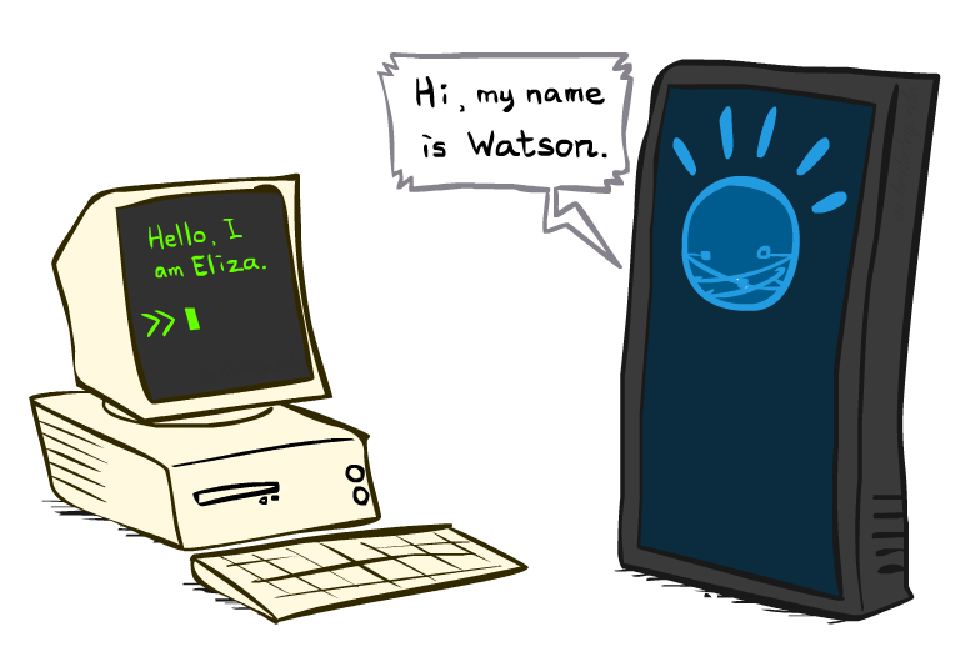 Hello, I
am Eliza.
>>
Hi, my name
is Watson.